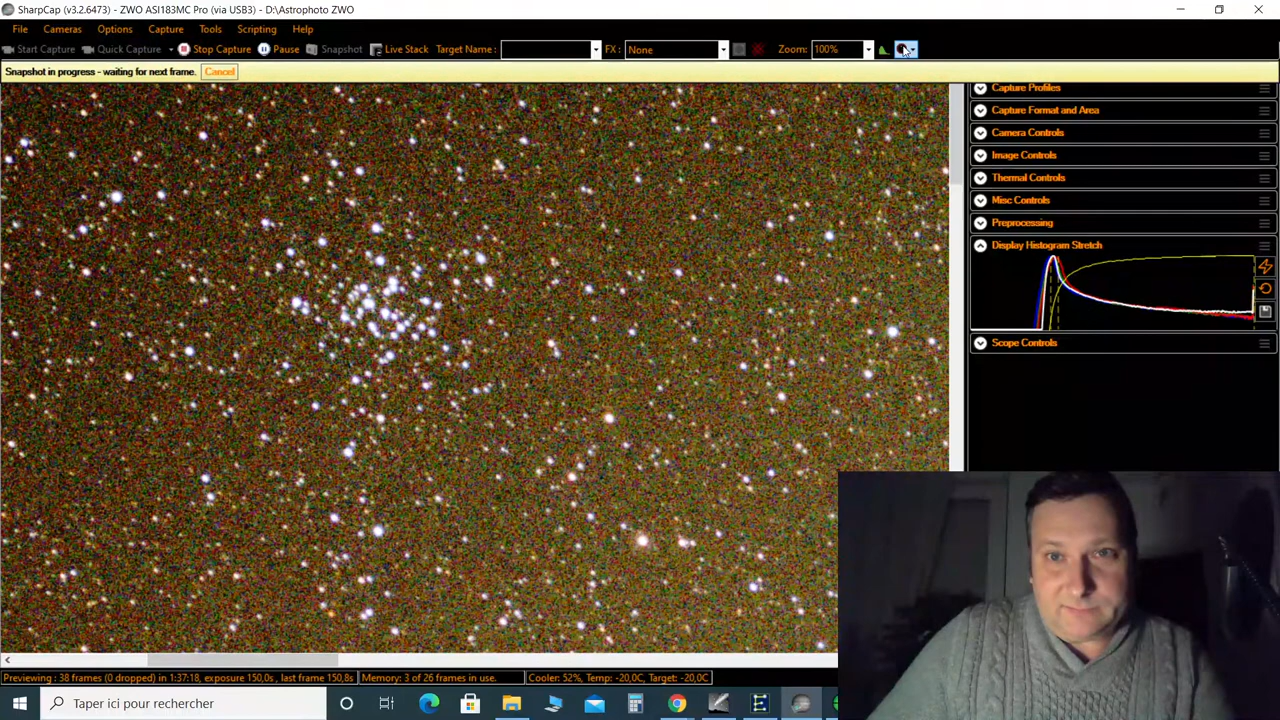 SharpCap (v3.2.6473) - ZWO ASI183MC Pro (via USB3) - D:\Astrophoto ZWO
File Cameras Options Capture Tools Scripting Help
Start Capture Quick Capture Stop Capture Pause Snapshot Live Stack Target Name : FX : None Zoom: 100%
Snapshot in progress - waiting for next frame. Cancel
Capture Profiles
Capture Format and Area
Camera Controls
Image Controls
Thermal Controls
Misc Controls
Preprocessing
Display Histogram Stretch
Scope Controls
Previewing : 38 frames (0 dropped) in 1:37:18, exposure 150,0s , last frame 150,8s Memory: 3 of 26 frames in use. Cooler: 52%, Temp: -20,0C, Target: -20,0C
Taper ici pour rechercher